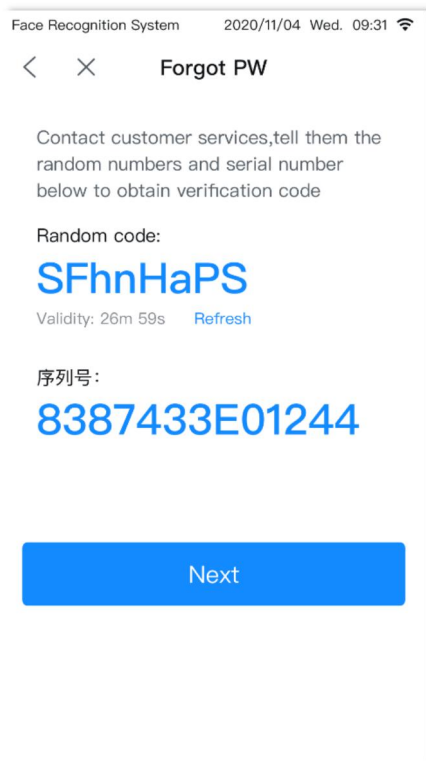 Face Recognition System 2020/11/04 Wed. 09:31
Forgot PW
Contact customer services,tell them the
random numbers and serial number
below to obtain verification code
Random code:
SFhnHaPS
Validity: 26m 59s Refresh
序列号:
8387433E01244
Next